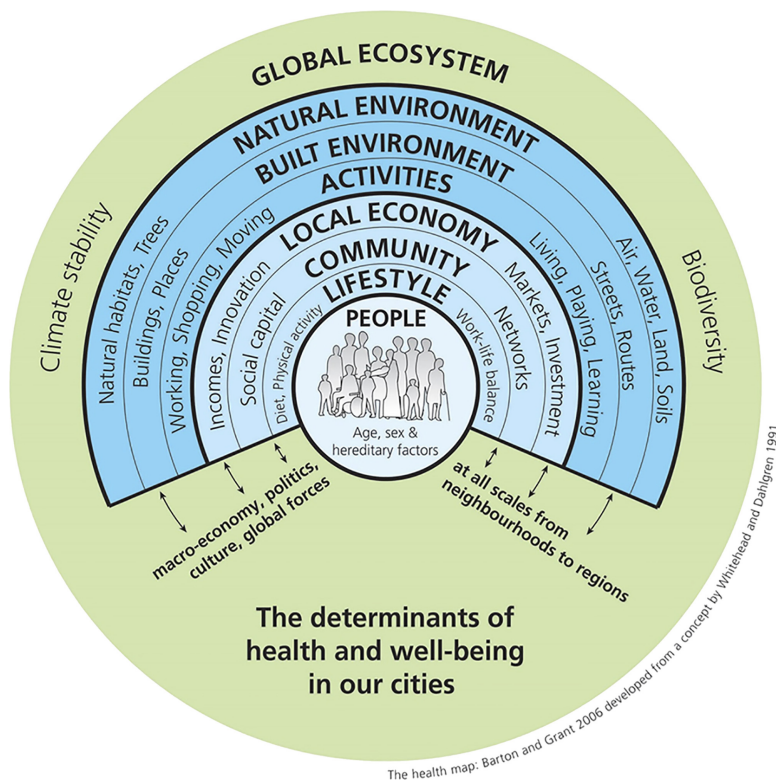 GLOBAL ECOSYSTEM
NATURAL ENVIRONMENT
BUILT ENVIRONMENT
ACTIVITIES
LOCAL ECONOMY
COMMUNITY
LIFESTYLE
PEOPLE
Age, sex &
hereditary factors
Climate stability
Natural habitats, Trees
Buildings, Places
Working, Shopping, Moving
Incomes, Innovation
Social capital
Diet, Physical activity
Work-life balance
Networks
Markets, Investment
Living, Playing, Learning
Streets, Routes
Air, Water, Land, Soils
Biodiversity
macro-economy, politics,
culture, global forces
at all scales from
neighbourhoods to regions
The determinants of
health and well-being
in our cities
The health map: Barton and Grant 2006 developed from a concept by Whitehead and Dahlgren 1991